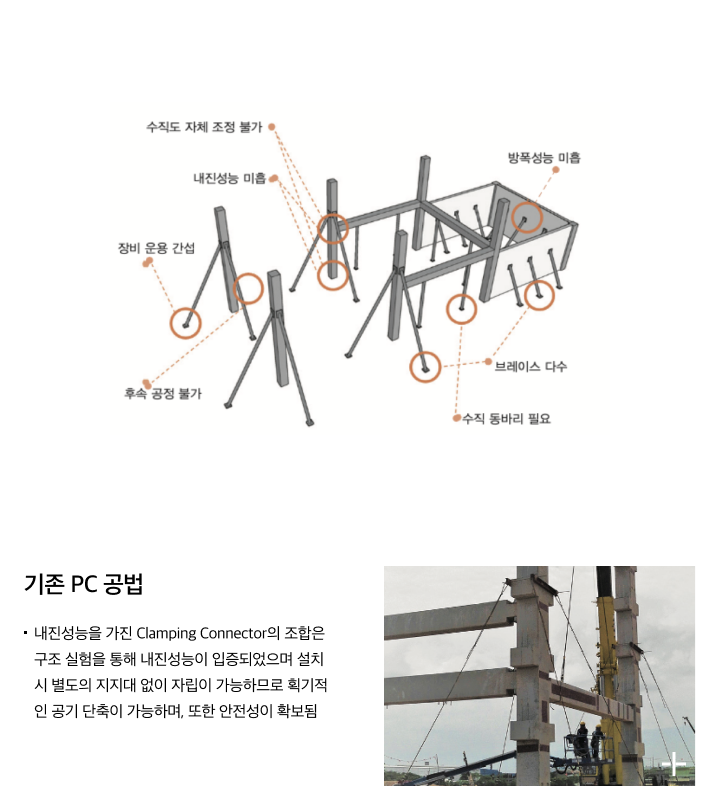 수직도 자체 조정 불가
방폭성능 미흡
내진성능 미흡
장비 운용 간섭
브레이스 다수
후속 공정 불가
수직 동바리 필요
기존 PC 공법
· 내진성능을 가진 Clamping Connector의 조합은
구조 실험을 통해 내진성능이 입증되었으며 설치
시 별도의 지지대 없이 자립이 가능하므로 획기적
인 공기 단축이 가능하며, 또한 안전성이 확보됨